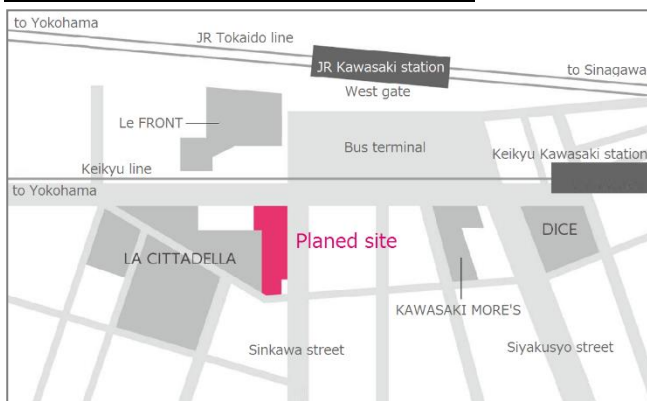 to Yokohama
JR Tokaido line
JR Kawasaki station
to Sinagawa
West gate
Le FRONT
Bus terminal
Keikyu Kawasaki station
Keikyu line
to Yokohama
Planed site
DICE
LA CITTADELLA
KAWASAKI MORE'S
Sinkawa street
Siyakusyo street